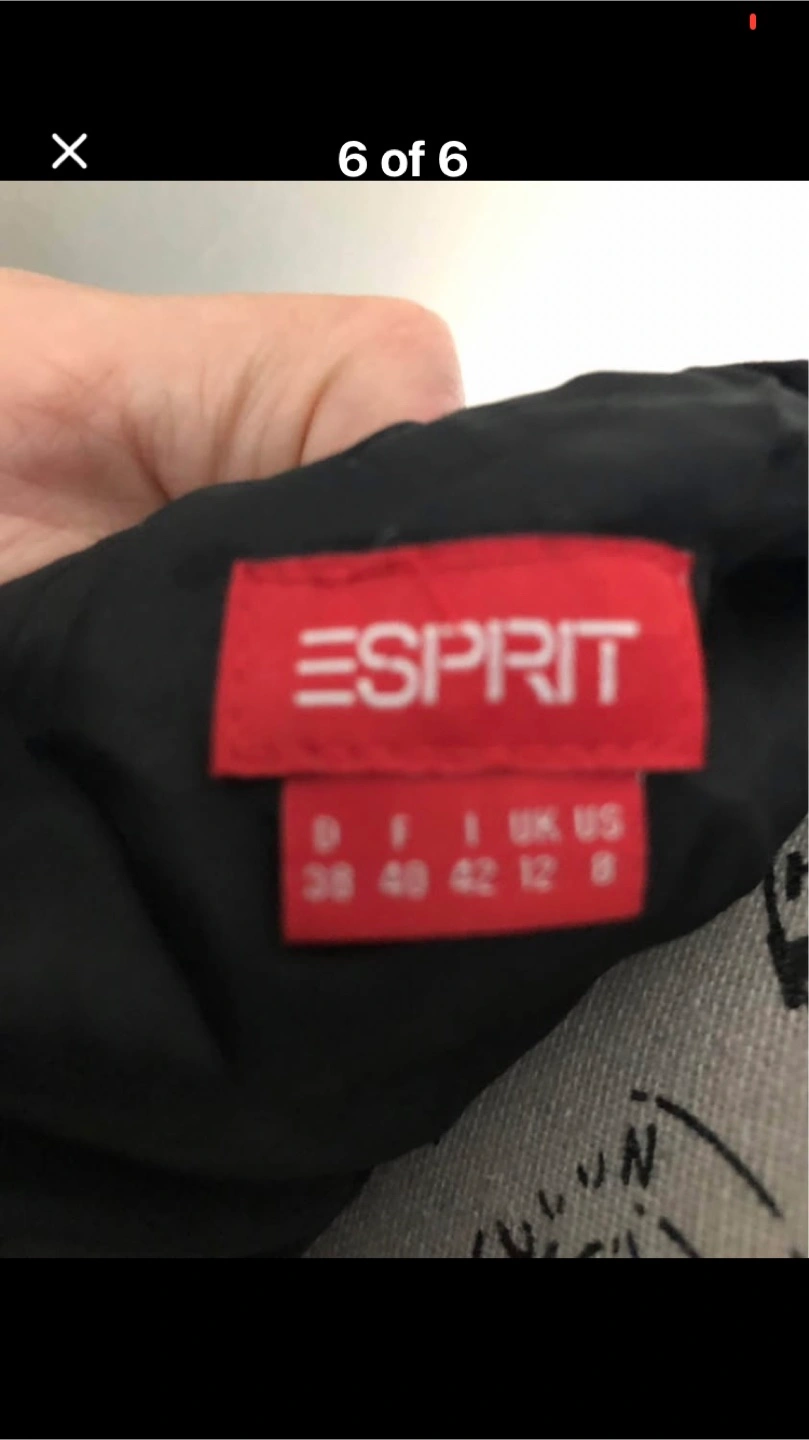 6 of 6
ESPRIT
D F I UK US
38 40 42 12 8